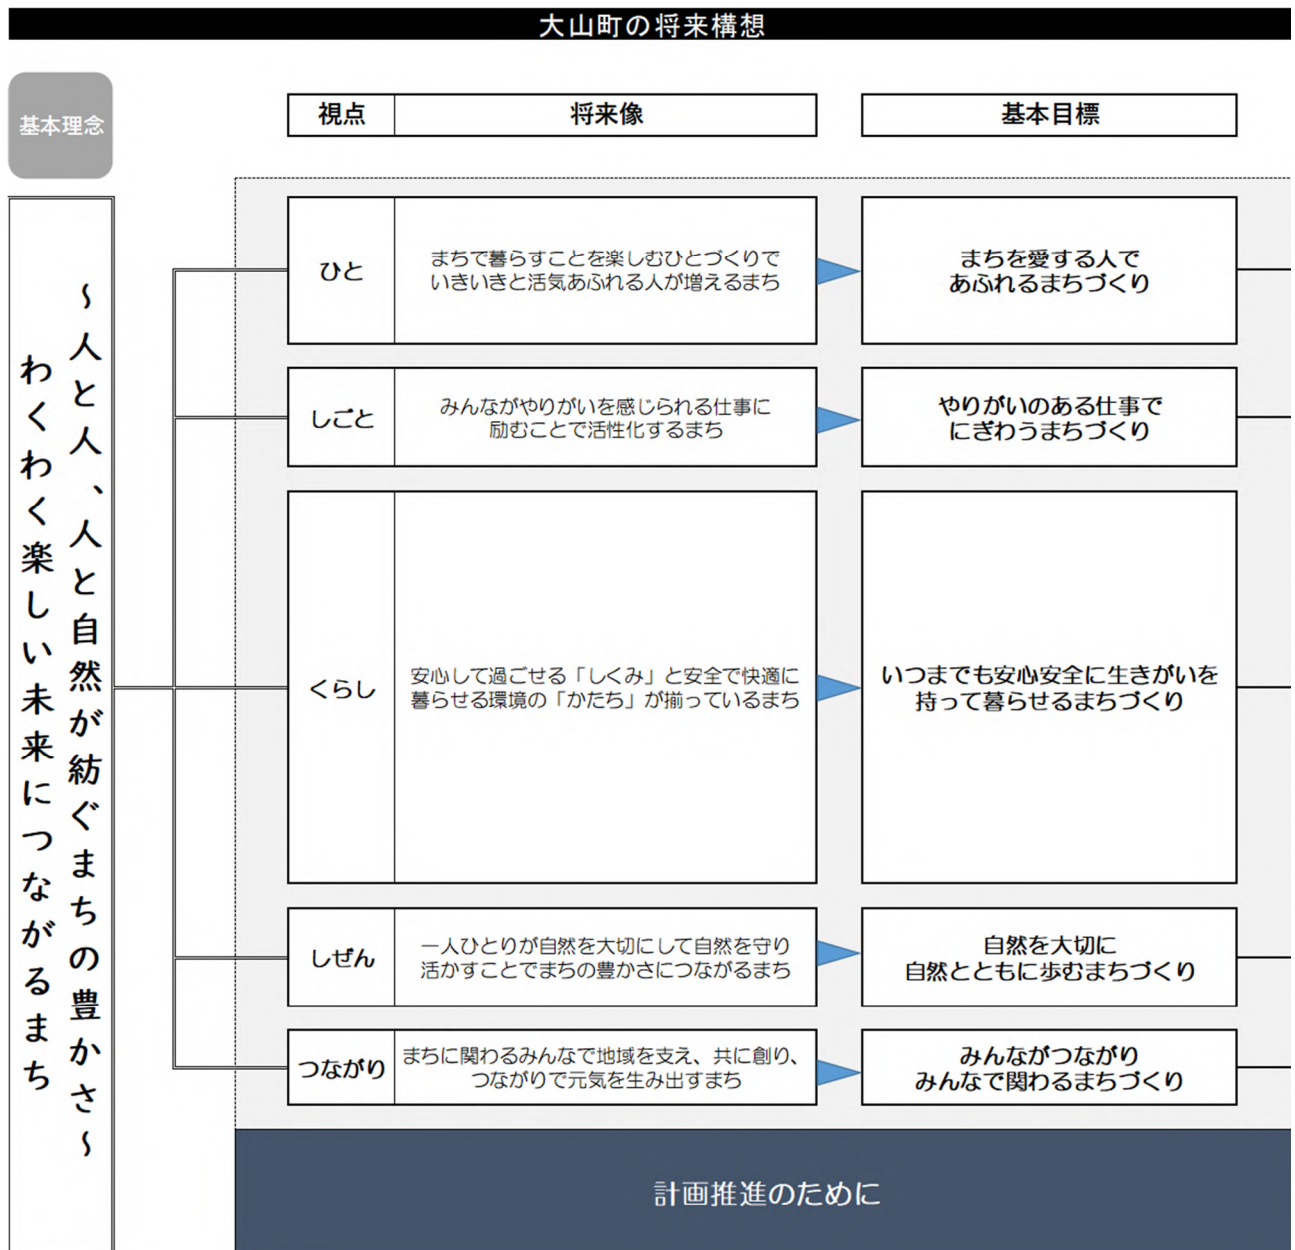 大山町の将来構想
基本理念
～人と人、人と自然が紡ぐまちの豊かさ～
わくわく楽しい未来につながるまち
視点
将来像
基本目標
ひと
まちで暮らすことを楽しむひとづくりで
いきいきと活気あふれる人が増えるまち
まちを愛する人で
あふれるまちづくり
しごと
みんながやりがいを感じられる仕事に
励むことで活性化するまち
やりがいのある仕事で
にぎわうまちづくり
くらし
安心して過ごせる「しくみ」と安全で快適に
暮らせる環境の「かたち」が揃っているまち
いつまでも安心安全に生きがいを
持って暮らせるまちづくり
しぜん
一人ひとりが自然を大切にして自然を守り
活かすことでまちの豊かさにつながるまち
自然を大切に
自然とともに歩むまちづくり
つながり
まちに関わるみんなで地域を支え、共に創り、
つながりで元気を生み出すまち
みんながつながり
みんなで関わるまちづくり
計画推進のために